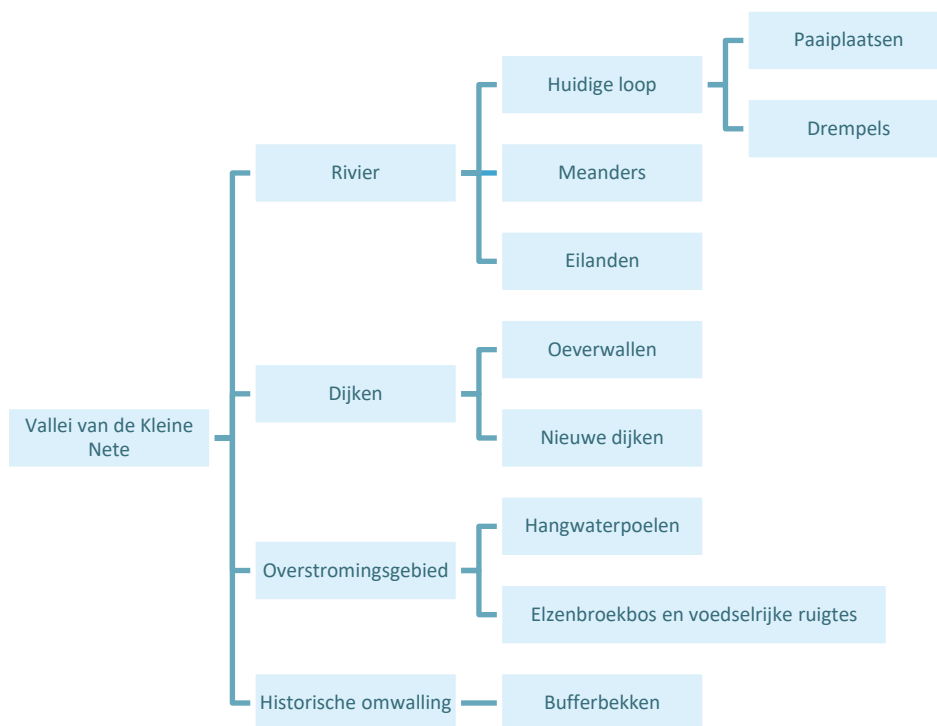 Paaiplaatsen
Huidige loop
Drempels
Rivier
Meanders
Eilanden
Oeverwallen
Dijken
Nieuwe dijken
Vallei van de Kleine
Nete
Hangwaterpoelen
Overstromingsgebied
Elzenbroekbos en voedselrijke ruigtes
Historische omwalling
Bufferbekken